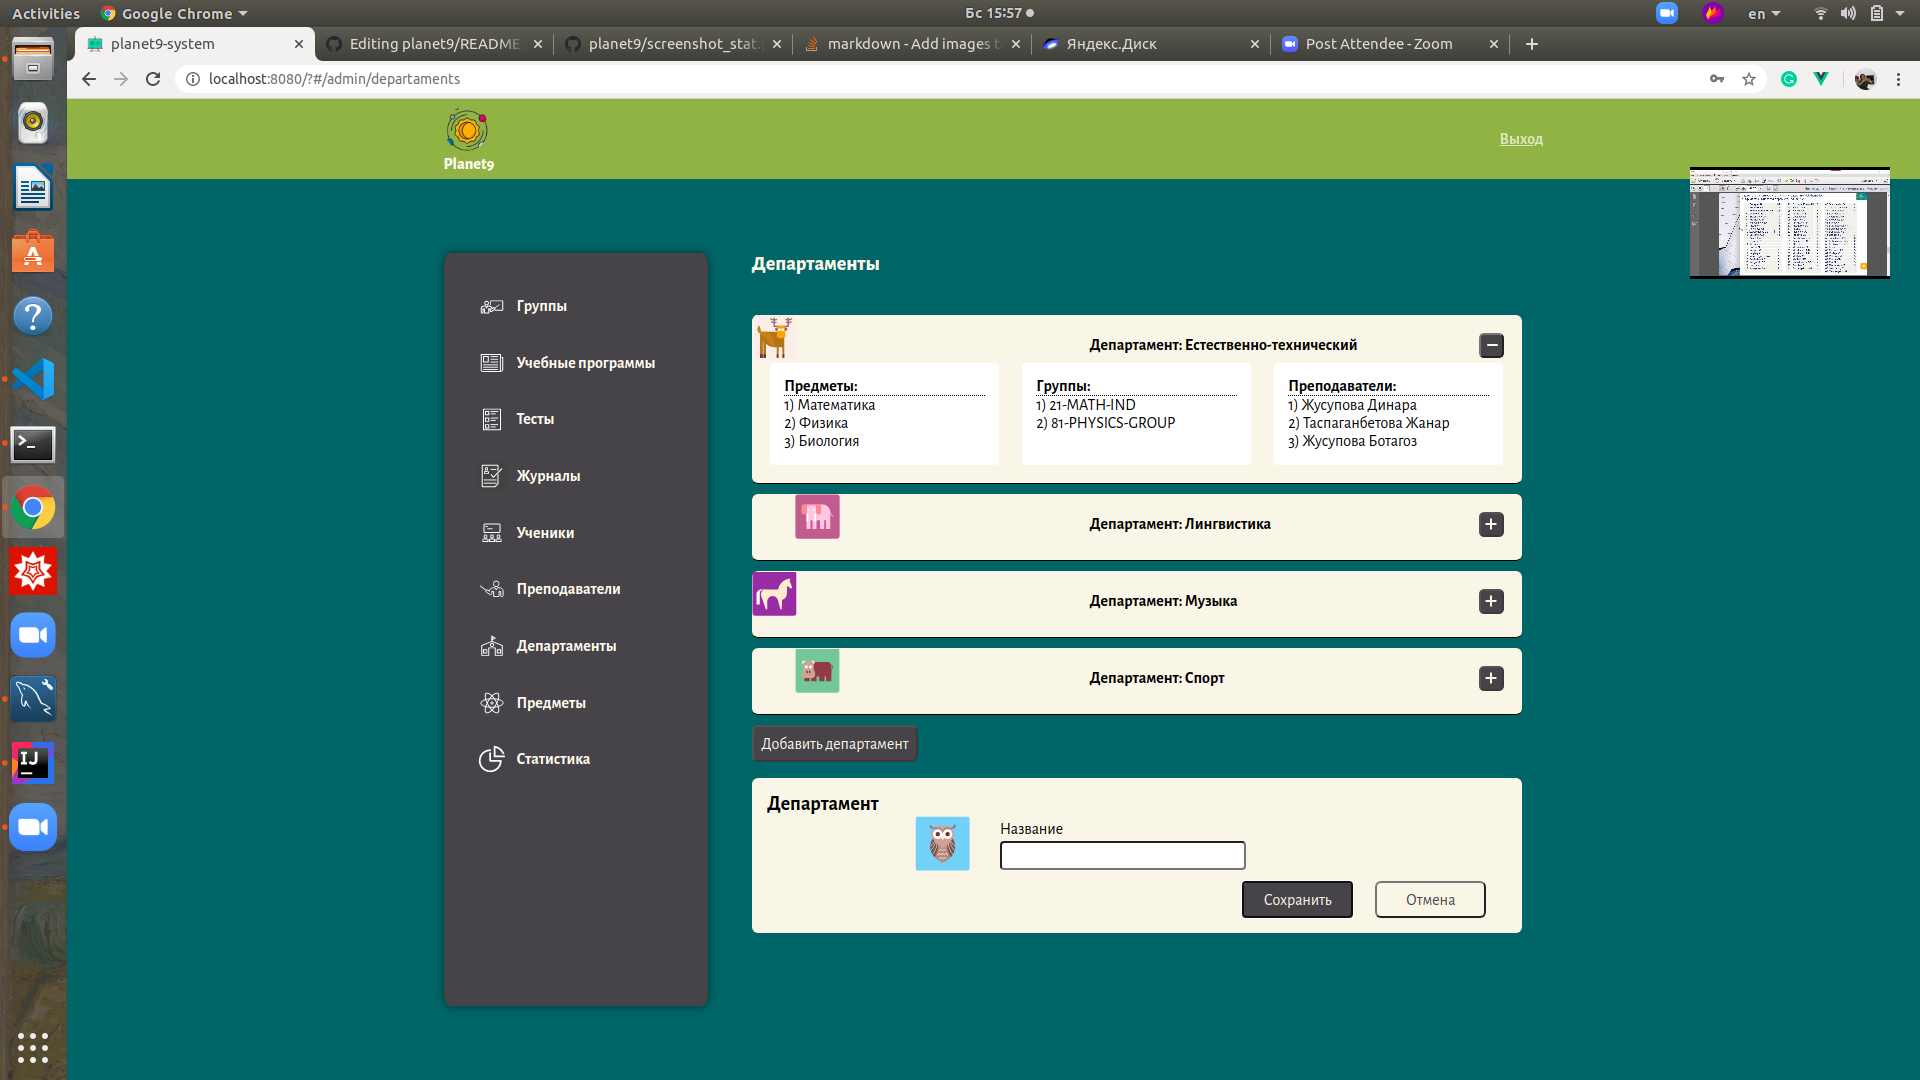 Activities
Google Chrome
Бс 15:57
en
planet9-system
Editing planet9/README
planet9/screenshot_stat.
markdown - Add images t
Яндекс.Диск
Post Attendee - Zoom
localhost:8080/?#/admin/departaments
Planet9
Выход
Группы
Учебные программы
Тесты
Журналы
Ученики
Преподаватели
Департаменты
Предметы
Статистика
Департаменты
Департамент: Естественно-технический
Предметы:
1) Математика
2) Физика
3) Биология
Группы:
1) 21-MATH-IND
2) 81-PHYSICS-GROUP
Преподаватели:
1) Жусупова Динара
2) Таспаганбетова Жанар
3) Жусупова Ботагоз
Департамент: Лингвистика
Департамент: Музыка
Департамент: Спорт
Добавить департамент
Департамент
Название
Сохранить
Отмена